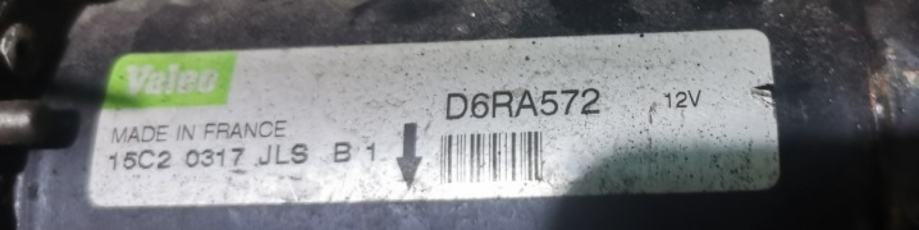 Valeo
D6RA572 12V
MADE IN FRANCE
15C2 0317 JLS B 1